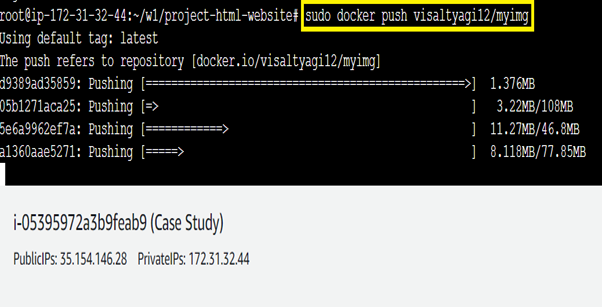 root@ip-172-31-32-44:~/w1/project-html-website# sudo docker push visaltyagi12/myimg
Using default tag: latest
The push refers to repository [docker.io/visaltyagi12/myimg]
d9389ad35859: Pushing [==================================================>] 1.376MB
05b1271aca25: Pushing [=> ] 3.22MB/108MB
5e6a9962ef7a: Pushing [============> ] 11.27MB/46.8MB
a1360aae5271: Pushing [=====> ] 8.118MB/77.85MB
i-05395972a3b9feab9 (Case Study)
PublicIPs: 35.154.146.28 PrivateIPs: 172.31.32.44